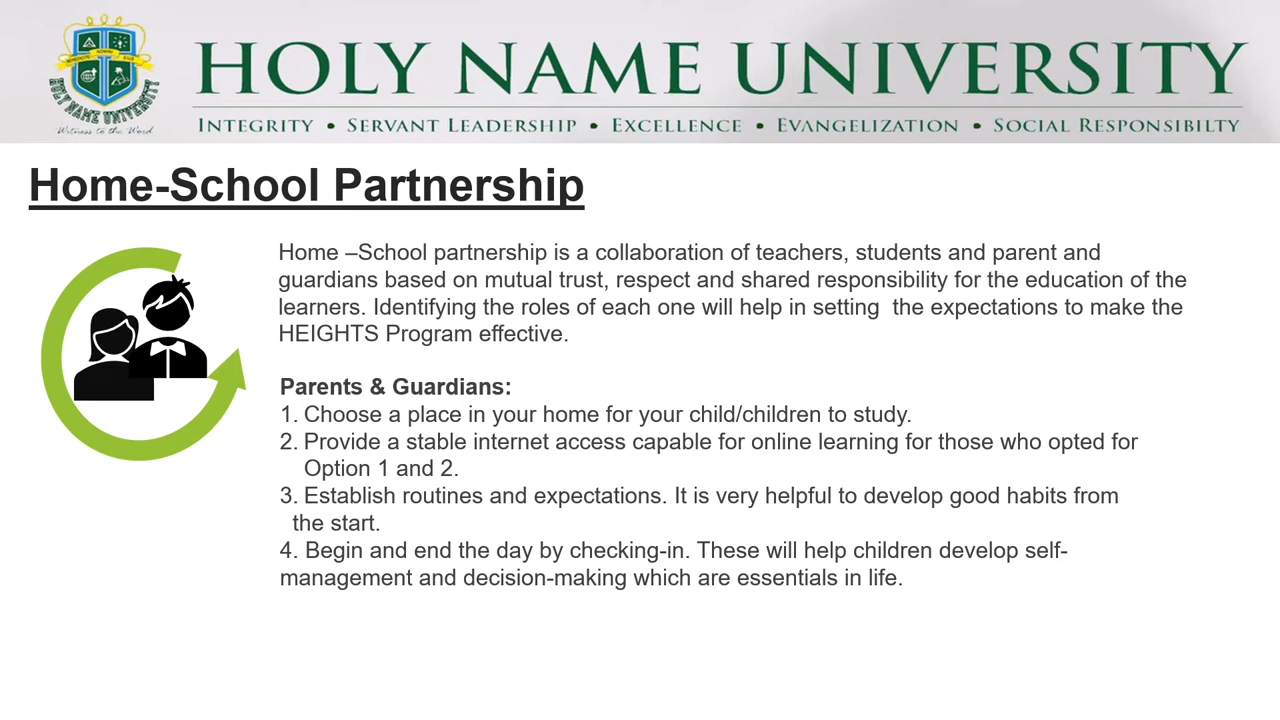 HOLY NAME UNIVERSITY
HOLY NAME UNIVERSITY
Witness to the Word
INTEGRITY • SERVANT LEADERSHIP • EXCELLENCE • EVANGELIZATION • SOCIAL RESPONSIBILTY
Home-School Partnership
Home –School partnership is a collaboration of teachers, students and parent and
guardians based on mutual trust, respect and shared responsibility for the education of the
learners. Identifying the roles of each one will help in setting  the expectations to make the
HEIGHTS Program effective.
Parents & Guardians:
1. Choose a place in your home for your child/children to study.
2. Provide a stable internet access capable for online learning for those who opted for
Option 1 and 2.
3. Establish routines and expectations. It is very helpful to develop good habits from
the start.
4. Begin and end the day by checking-in. These will help children develop self-
management and decision-making which are essentials in life.